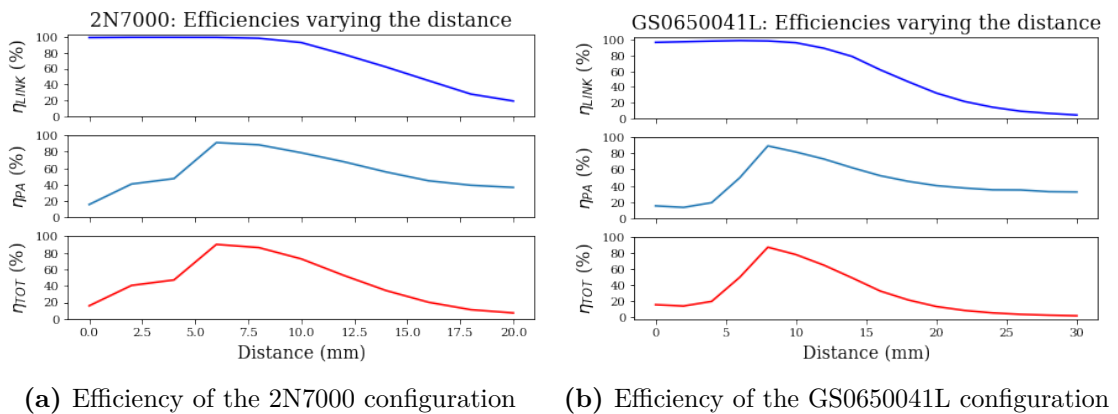 2N7000: Efficiencies varying the distance
η_LINK (%)
100
80
60
40
20
0
η_PA (%)
100
80
60
40
20
0
η_TOT (%)
100
80
60
40
20
0
0.0 2.5 5.0 7.5 10.0 12.5 15.0 17.5 20.0
Distance (mm)
(a) Efficiency of the 2N7000 configuration
GS0650041L: Efficiencies varying the distance
η_LINK (%)
100
80
60
40
20
0
η_PA (%)
100
80
60
40
20
0
η_TOT (%)
100
80
60
40
20
0
0 5 10 15 20 25 30
Distance (mm)
(b) Efficiency of the GS0650041L configuration